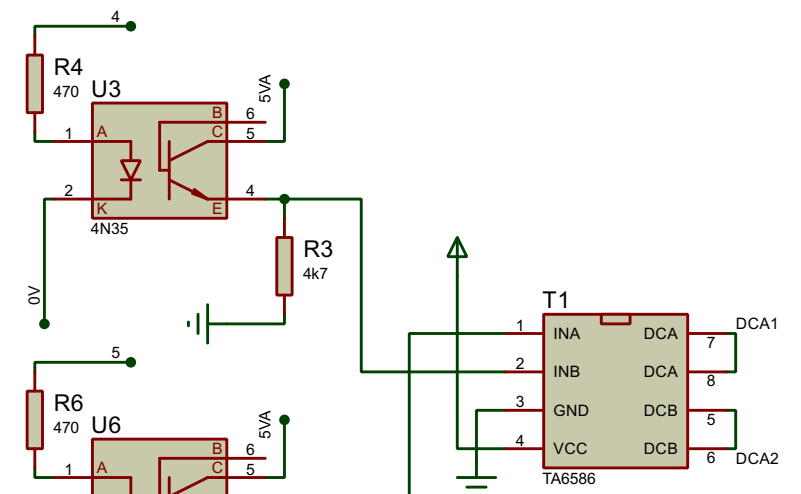 4
R4
470
U3
5VA
B
6
1
A
C
5
2
K
E
4
4N35
R3
4k7
0V
T1
1
INA
DCA
7
DCA1
2
INB
DCA
8
3
GND
DCB
5
4
VCC
DCB
6
DCA2
TA6586
5
R6
470
U6
5VA
B
6
1
A
C
5